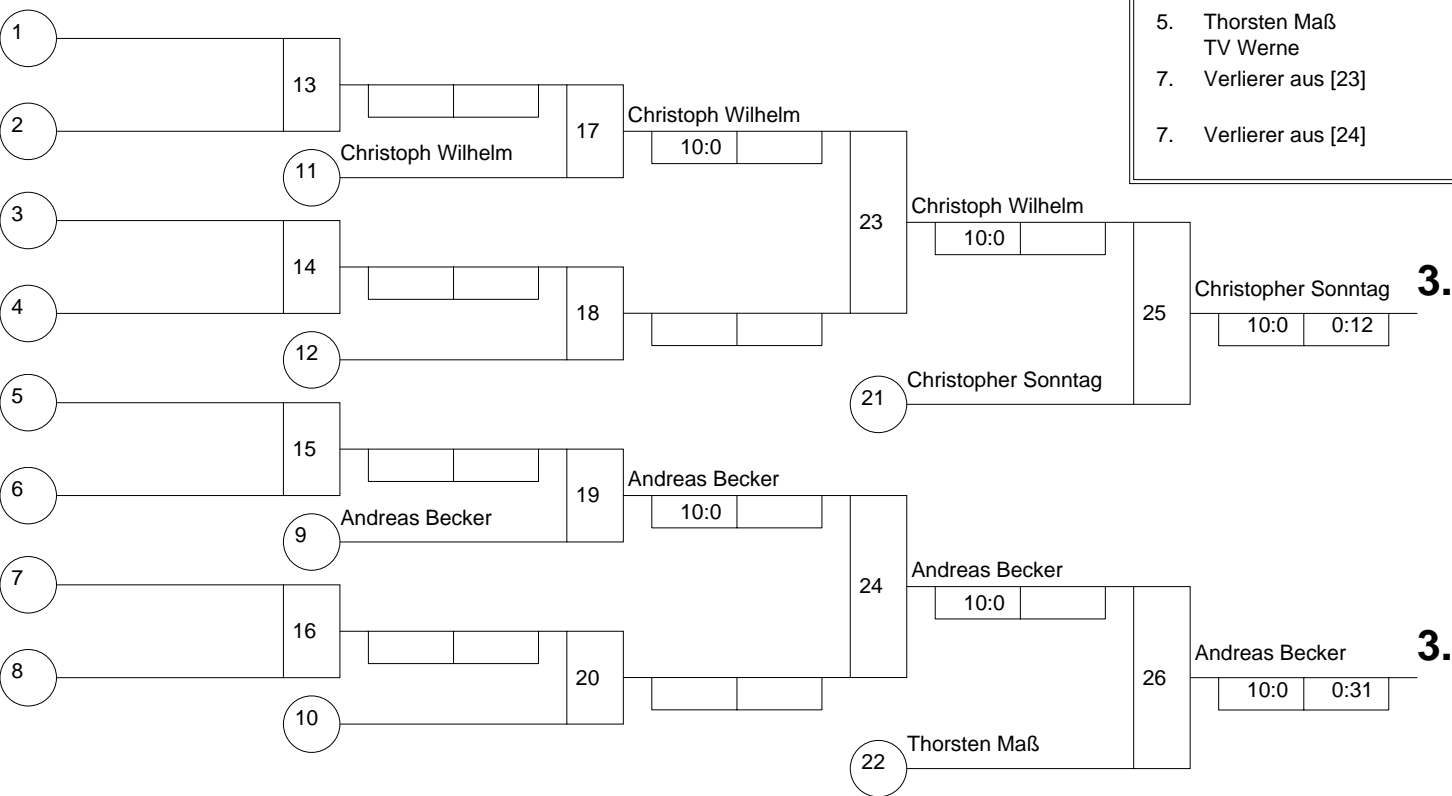 5. Thorsten Maß
TV Werne
7. Verlierer aus [23]
7. Verlierer aus [24]
1
13
2
17
Christoph Wilhelm
10:0
11
Christoph Wilhelm
3
23
Christoph Wilhelm
10:0
14
4
18
25
Christopher Sonntag
3.
10:0 0:12
12
21
Christopher Sonntag
5
15
6
19
Andreas Becker
10:0
9
Andreas Becker
7
24
Andreas Becker
10:0
16
8
20
26
Andreas Becker
3.
10:0 0:31
10
22
Thorsten Maß